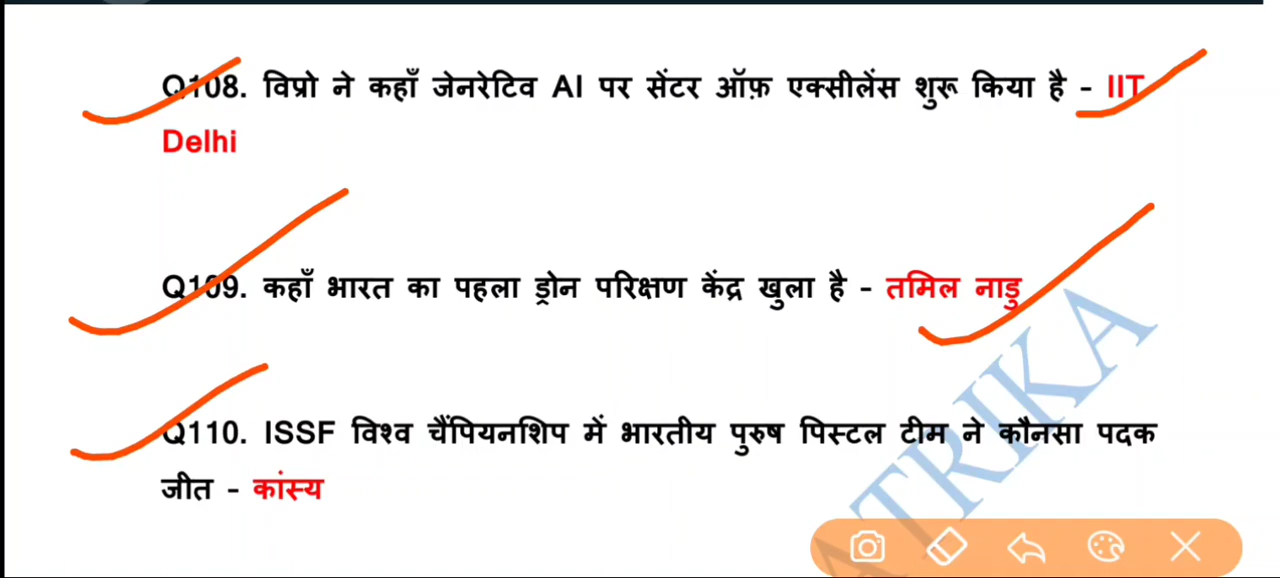 Q108. विप्रो ने कहाँ जेनरेटिव AI पर सेंटर ऑफ़ एक्सीलेंस शुरू किया है - IIT
Delhi
Q109. कहाँ भारत का पहला ड्रोन परिक्षण केंद्र खुला है - तमिल नाडु
Q110. ISSF विश्व चैंपियनशिप में भारतीय पुरुष पिस्टल टीम ने कौनसा पदक
जीत - कांस्य
ATRIKA